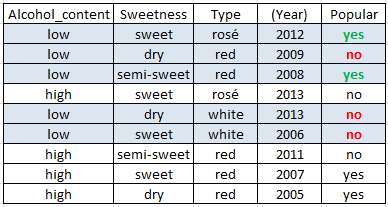 Alcohol_content Sweetness Type (Year) Popular
low sweet rosé 2012 yes
low dry red 2009 no
low semi-sweet red 2008 yes
high sweet rosé 2013 no
low dry white 2013 no
low sweet white 2006 no
high semi-sweet red 2011 no
high sweet red 2007 yes
high dry red 2005 yes